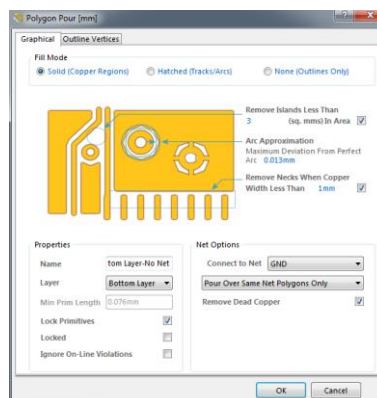 Polygon Pour [mm]
Graphical
Outline Vertices
Fill Mode
Solid (Copper Regions)
Hatched (Tracks/Arcs)
None (Outlines Only)
Remove Islands Less Than
3 (sq. mms) In Area
Arc Approximation
Maximum Deviation From Perfect
Arc 0.013mm
Remove Necks When Copper
Width Less Than 1mm
Properties
Name tom Layer-No Net
Layer Bottom Layer
Min Prim Length 0.076mm
Lock Primitives
Locked
Ignore On-Line Violations
Net Options
Connect to Net GND
Pour Over Same Net Polygons Only
Remove Dead Copper
OK
Cancel